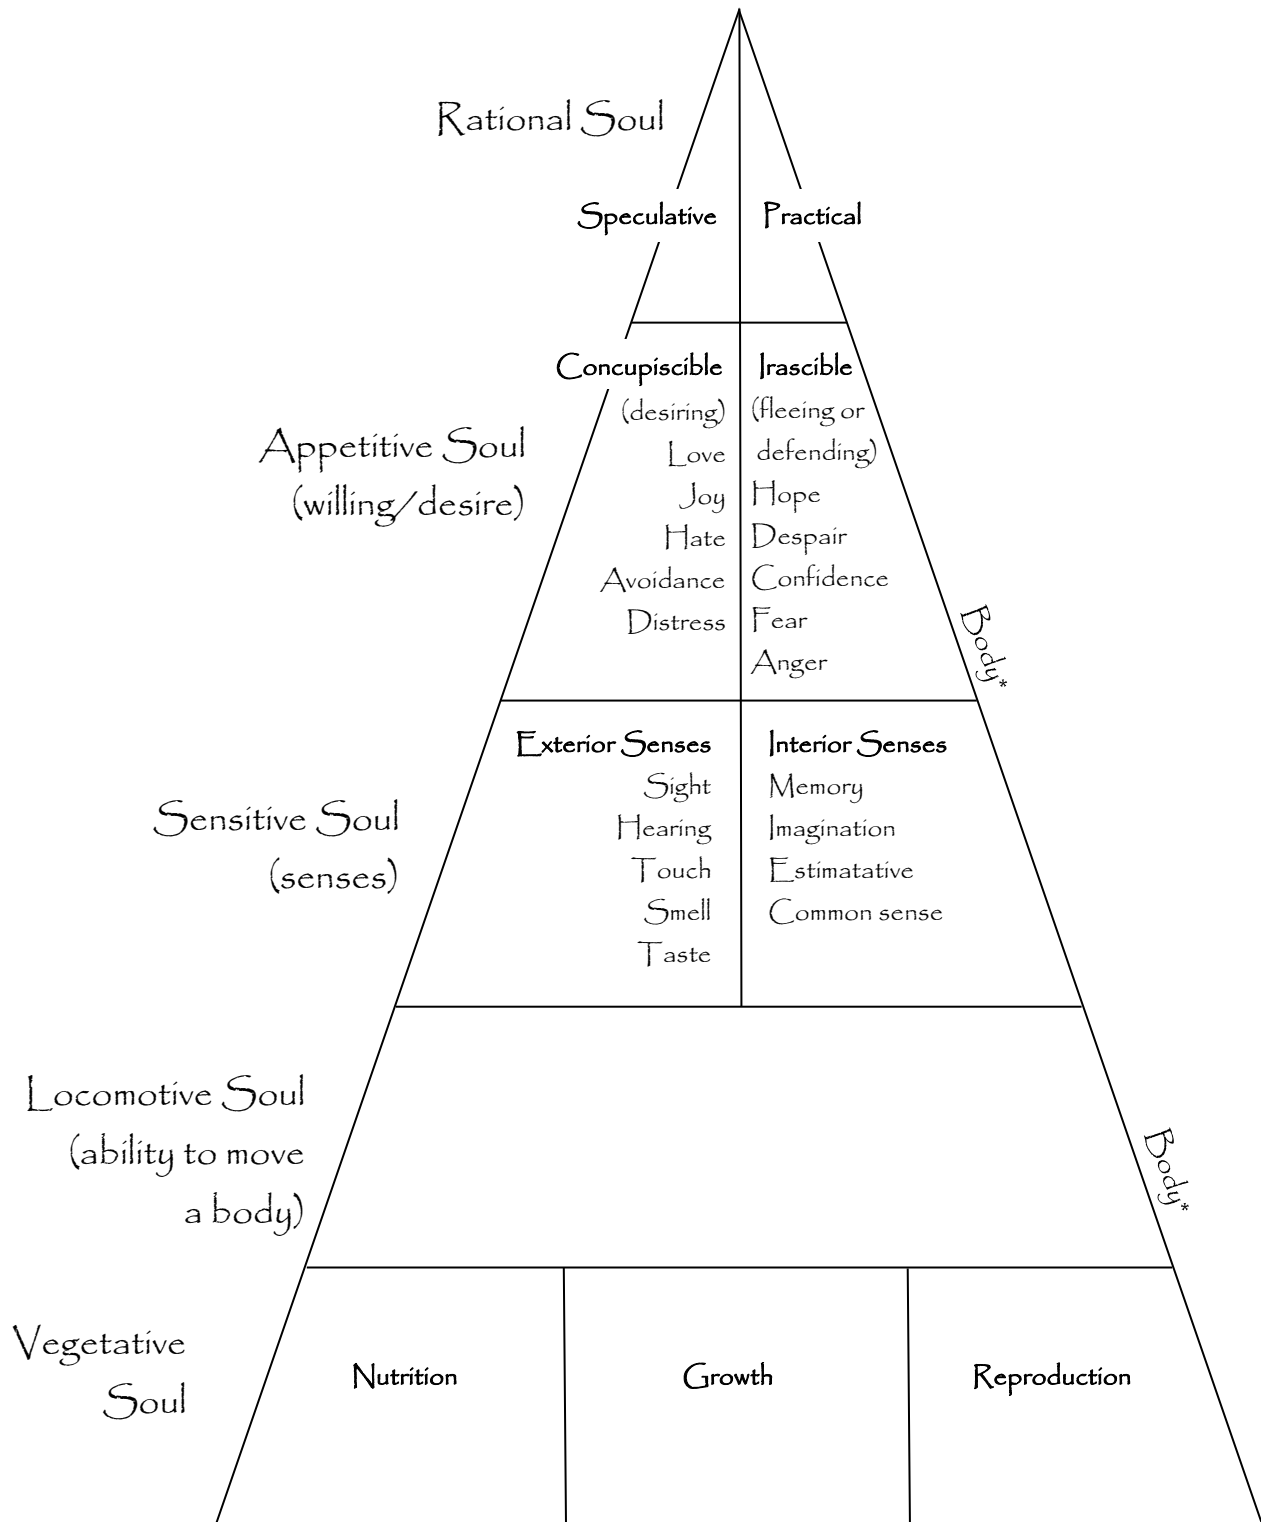 Rational Soul
Speculative
Practical
Appetitive Soul
(willing/desire)
Concupiscible
(desiring)
Love
Joy
Hate
Avoidance
Distress
Irascible
(fleeing or
defending)
Hope
Despair
Confidence
Fear
Anger
Body*
Sensitive Soul
(senses)
Exterior Senses
Sight
Hearing
Touch
Smell
Taste
Interior Senses
Memory
Imagination
Estimatative
Common sense
Locomotive Soul
(ability to move
a body)
Body*
Vegetative
Soul
Nutrition
Growth
Reproduction